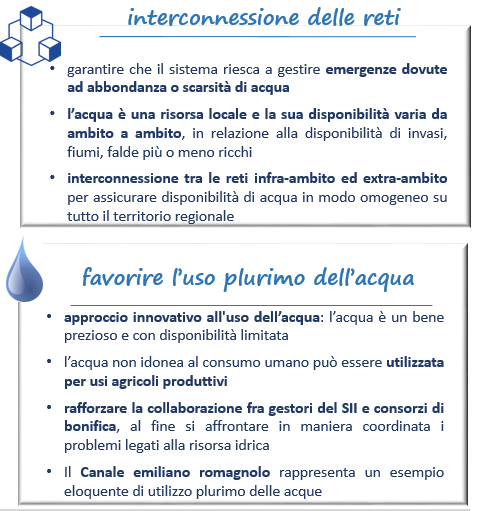 interconnessione delle reti
• garantire che il sistema riesca a gestire emergenze dovute
ad abbondanza o scarsità di acqua
• l'acqua è una risorsa locale e la sua disponibilità varia da
ambito a ambito, in relazione alla disponibilità di invasi,
fiumi, falde più o meno ricchi
• interconnessione tra le reti infra-ambito ed extra-ambito
per assicurare disponibilità di acqua in modo omogeneo su
tutto il territorio regionale
favorire l'uso plurimo dell'acqua
• approccio innovativo all'uso dell'acqua: l'acqua è un bene
prezioso e con disponibilità limitata
• l'acqua non idonea al consumo umano può essere utilizzata
per usi agricoli produttivi
• rafforzare la collaborazione fra gestori del SII e consorzi di
bonifica, al fine si affrontare in maniera coordinata i
problemi legati alla risorsa idrica
• Il Canale emiliano romagnolo rappresenta un esempio
eloquente di utilizzo plurimo delle acque